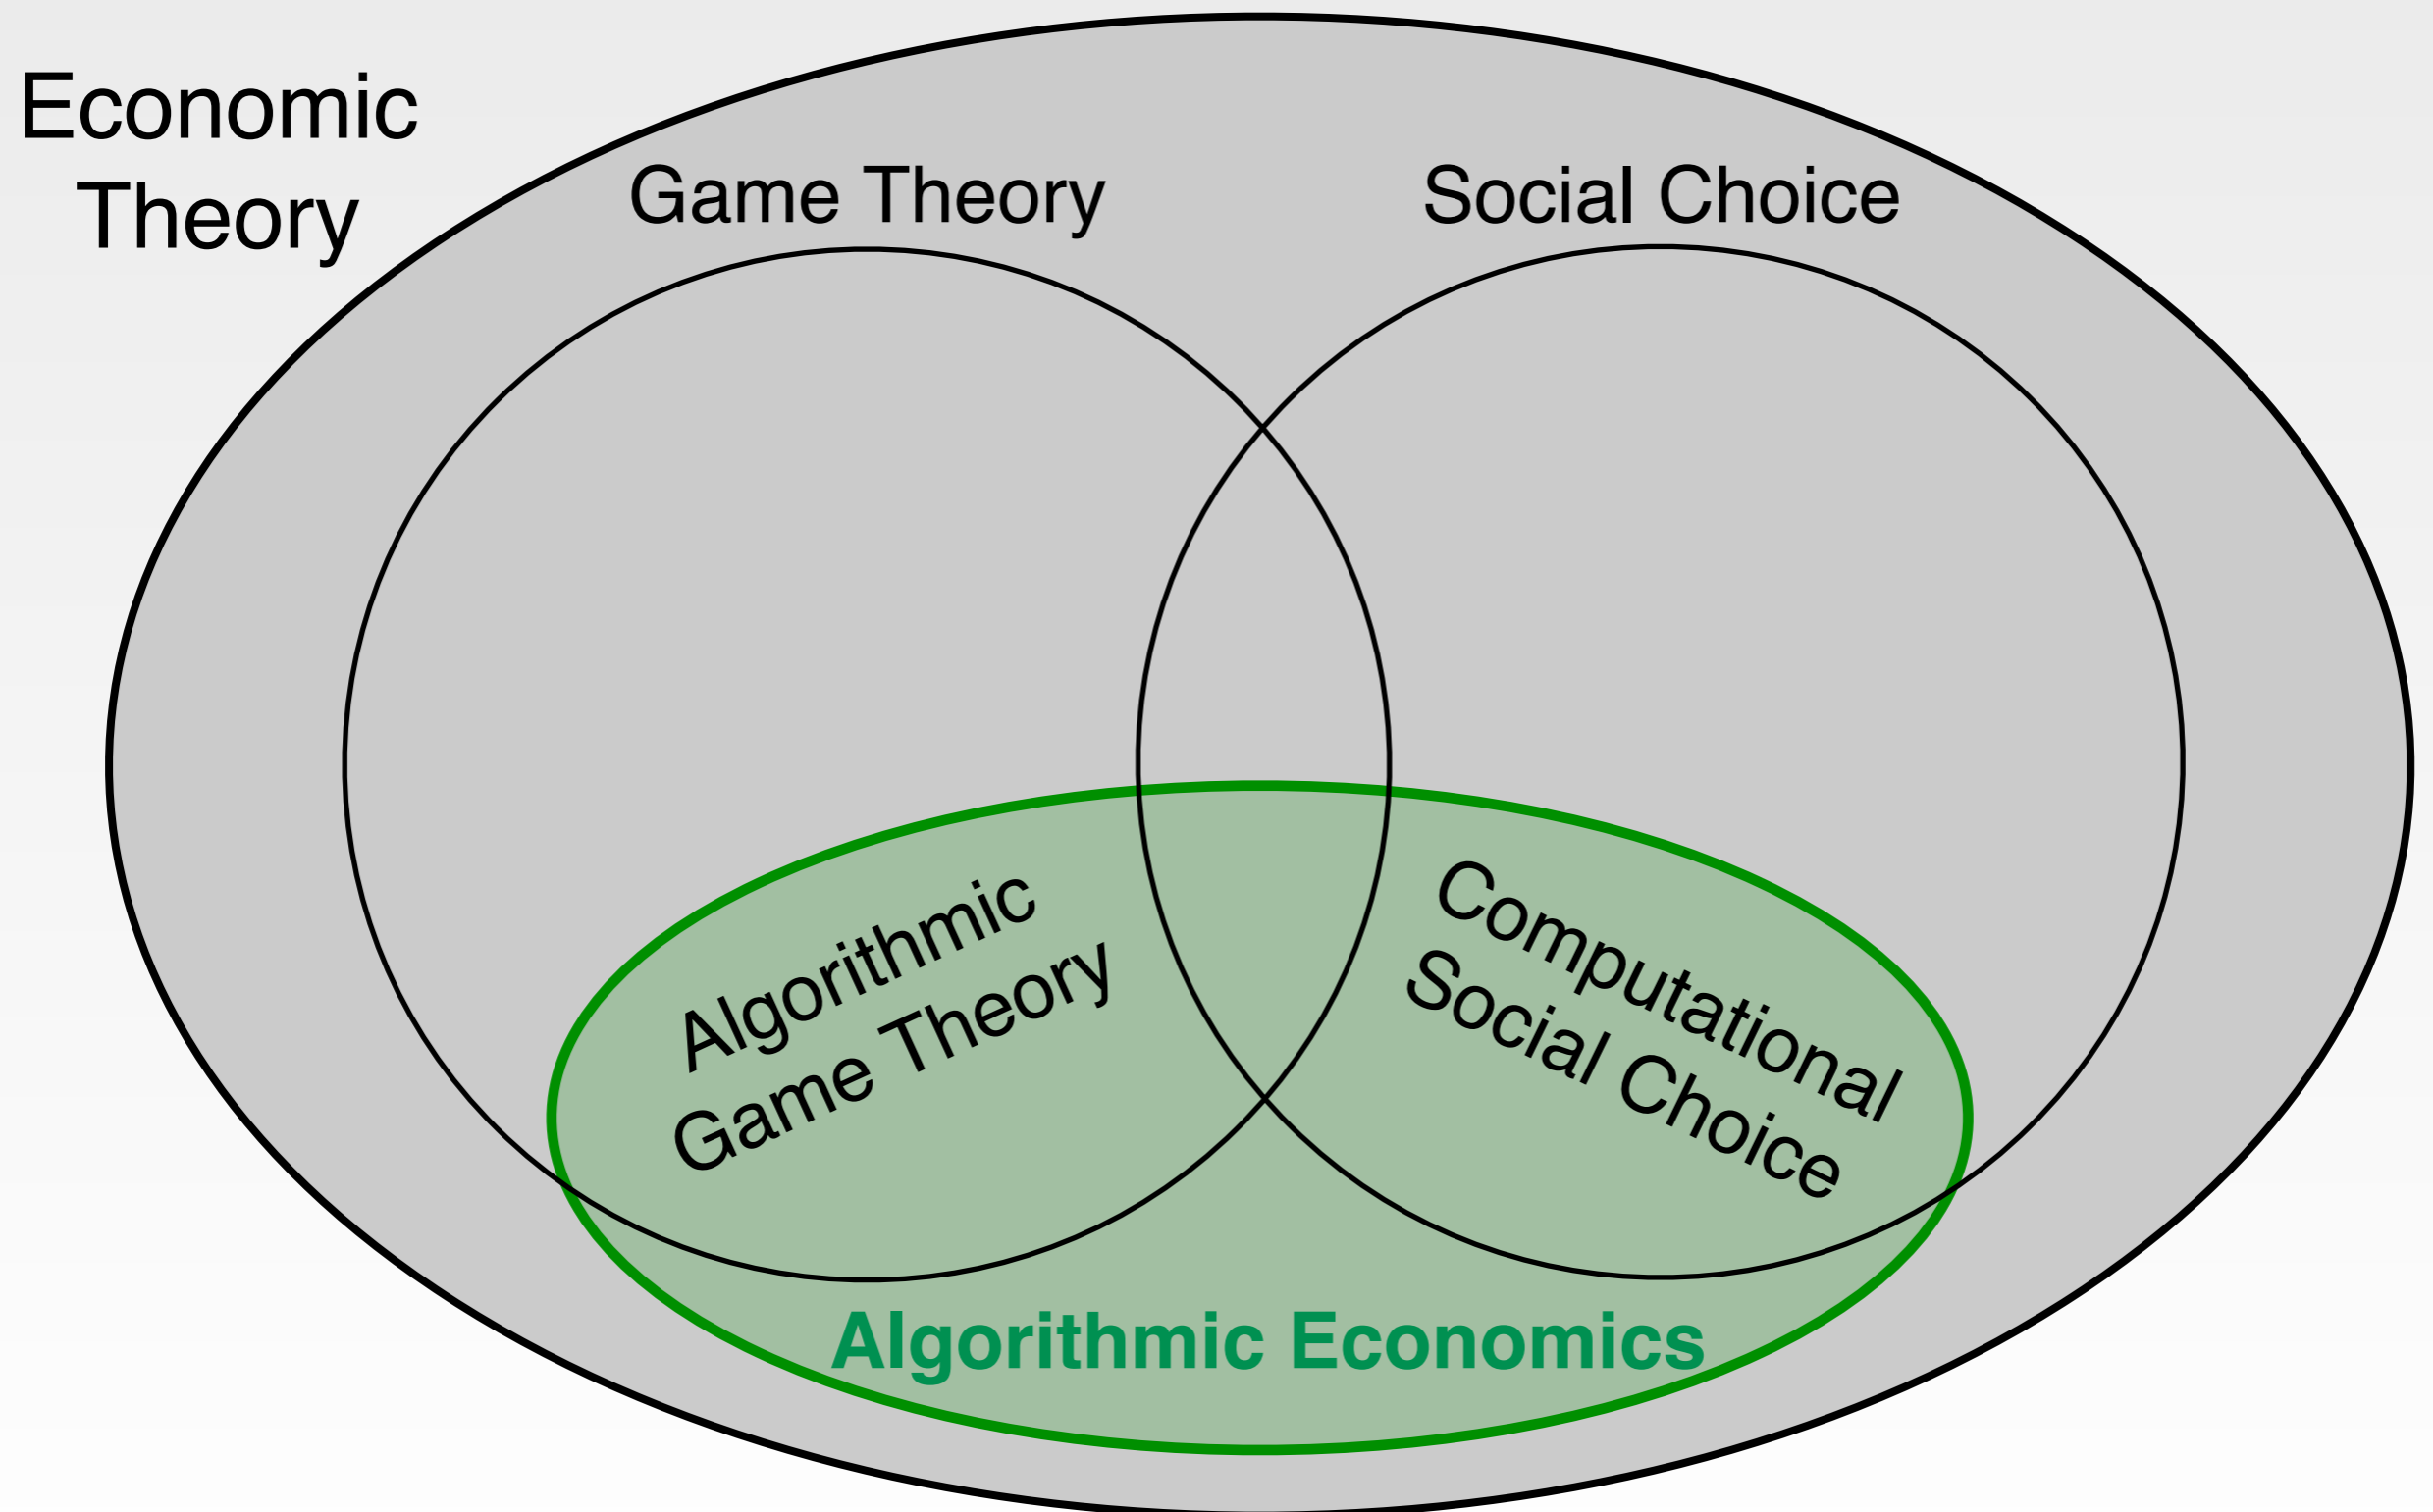 Economic
Theory
Game Theory
Social Choice
Algorithmic
Game Theory
Computational
Social Choice
Algorithmic Economics